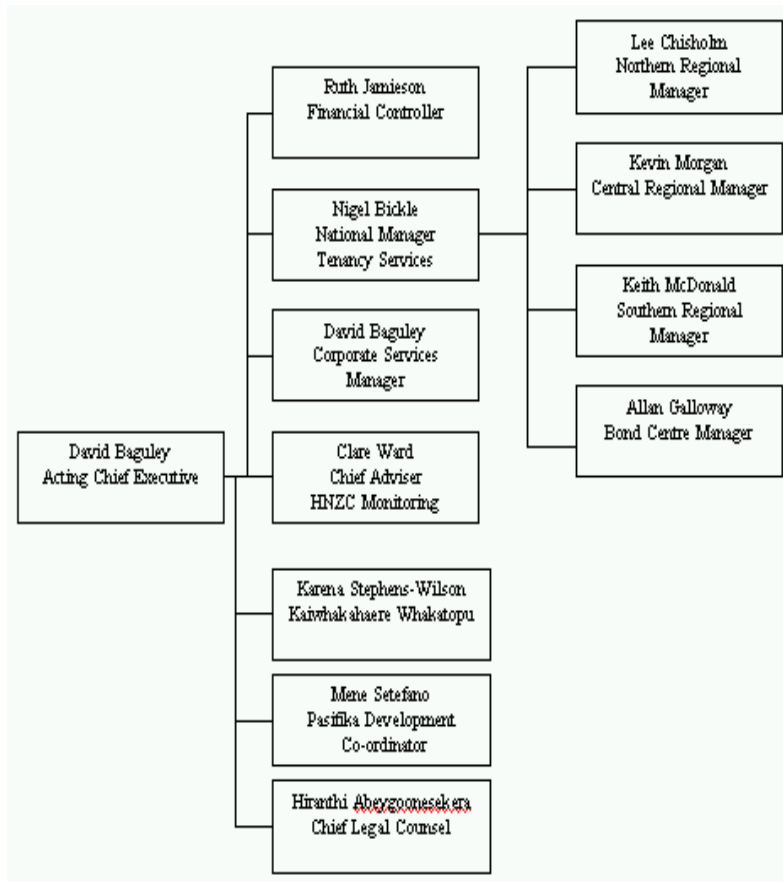 David Baguley
Acting Chief Executive
Ruth Jamieson
Financial Controller
Nigel Bickle
National Manager
Tenancy Services
David Baguley
Corporate Services
Manager
Clare Ward
Chief Adviser
HNZC Monitoring
Karena Stephens-Wilson
Kaiwhakahaere Whakatopu
Mene Setefano
Pasifika Development
Co-ordinator
Hiranthi Abeygoonesekera
Chief Legal Counsel
Lee Chisholm
Northern Regional
Manager
Kevin Morgan
Central Regional Manager
Keith McDonald
Southern Regional
Manager
Allan Galloway
Bond Centre Manager